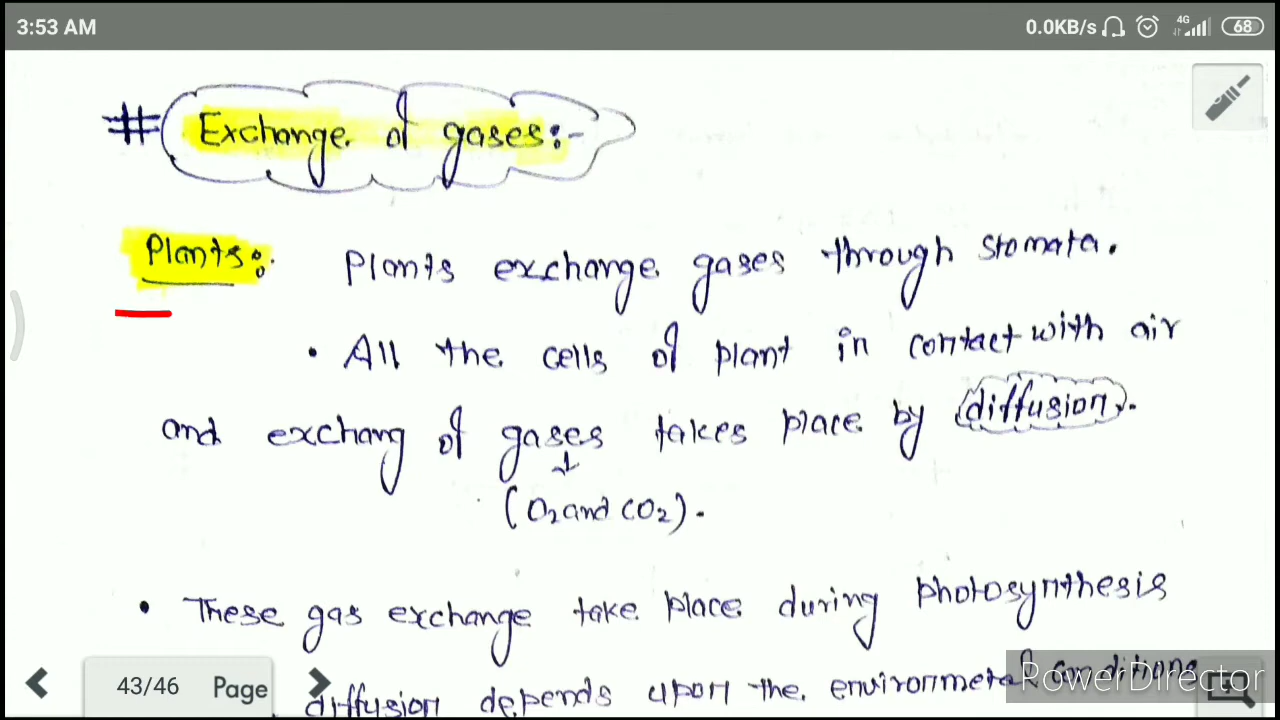 3:53 AM 0.0KB/s 4G 68
# Exchange of gases:-
Plants: Plants exchange gases through stomata.
• All the cells of plant in contact with air
and exchang of gases takes place by diffusion.
(O₂ and CO₂).
• These gas exchange take place during photosynthesis
diffusion depends upon the environmetal conditions
43/46 Page
PowerDirector